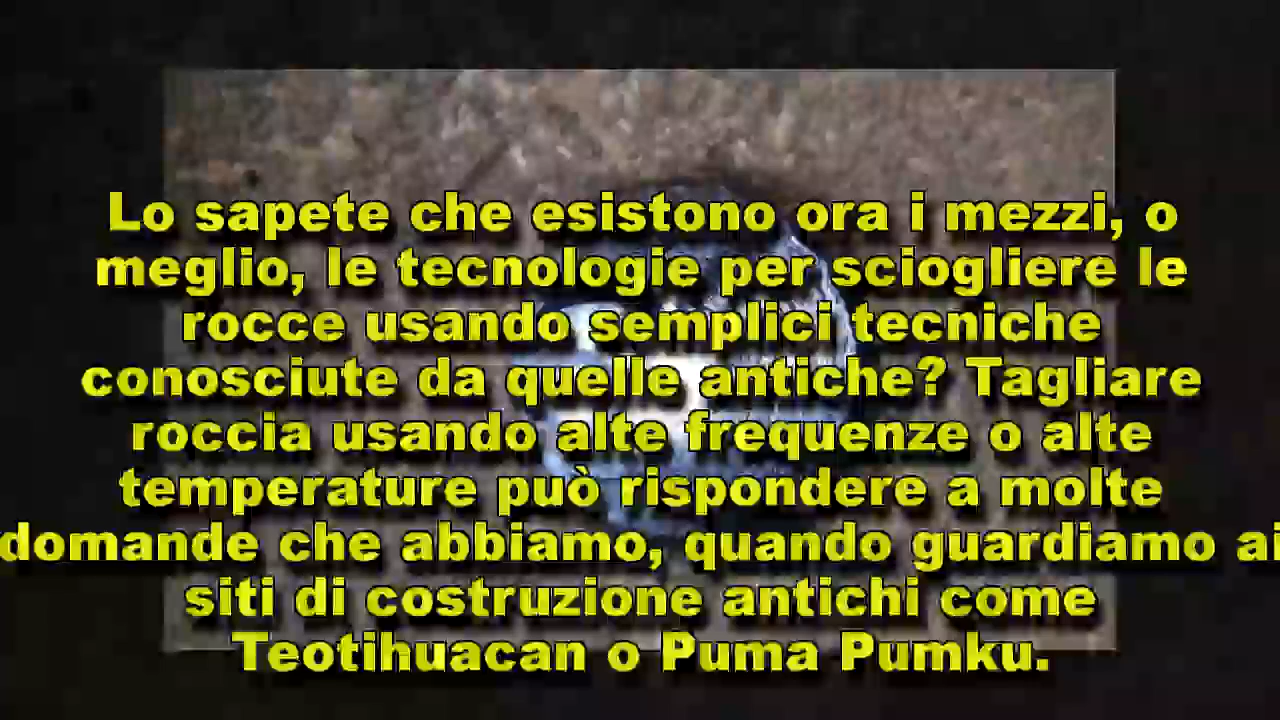 Lo sapete che esistono ora i mezzi, o
meglio, le tecnologie per sciogliere le
rocce usando semplici tecniche
conosciute da quelle antiche? Tagliare
roccia usando alte frequenze o alte
temperature può rispondere a molte
domande che abbiamo, quando guardiamo ai
siti di costruzione antichi come
Teotihuacan o Puma Pumku.